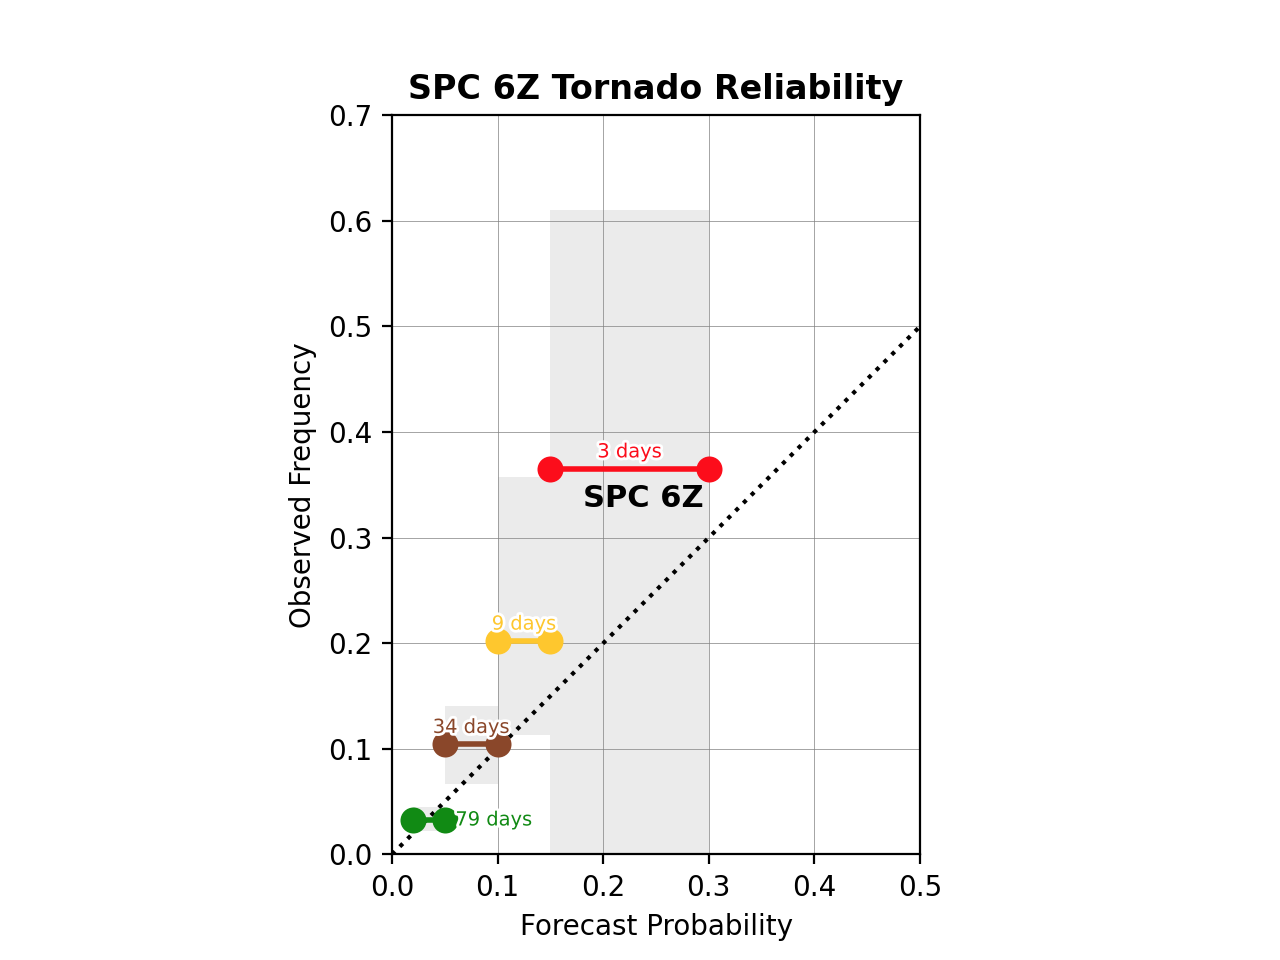 SPC 6Z Tornado Reliability
0.7
0.6
0.5
0.4
0.3
0.2
0.1
0.0
Observed Frequency
3 days
SPC 6Z
9 days
34 days
79 days
0.0 0.1 0.2 0.3 0.4 0.5
Forecast Probability